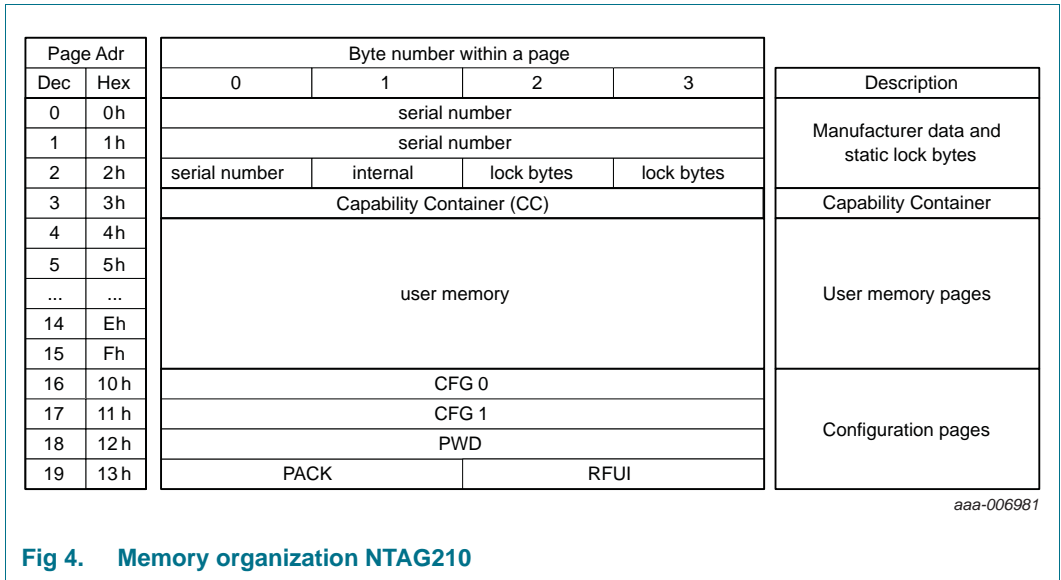 Page Adr Byte number within a page
Dec Hex 0 1 2 3 Description
0 0h serial number
1 1h serial number
Manufacturer data and
static lock bytes
2 2h serial number internal lock bytes lock bytes
3 3h Capability Container (CC) Capability Container
4 4h
5 5h
... ... user memory User memory pages
14 Eh
15 Fh
16 10h CFG 0
17 11h CFG 1
18 12h PWD
Configuration pages
19 13h PACK RFUI
aaa-006981
Fig 4. Memory organization NTAG210